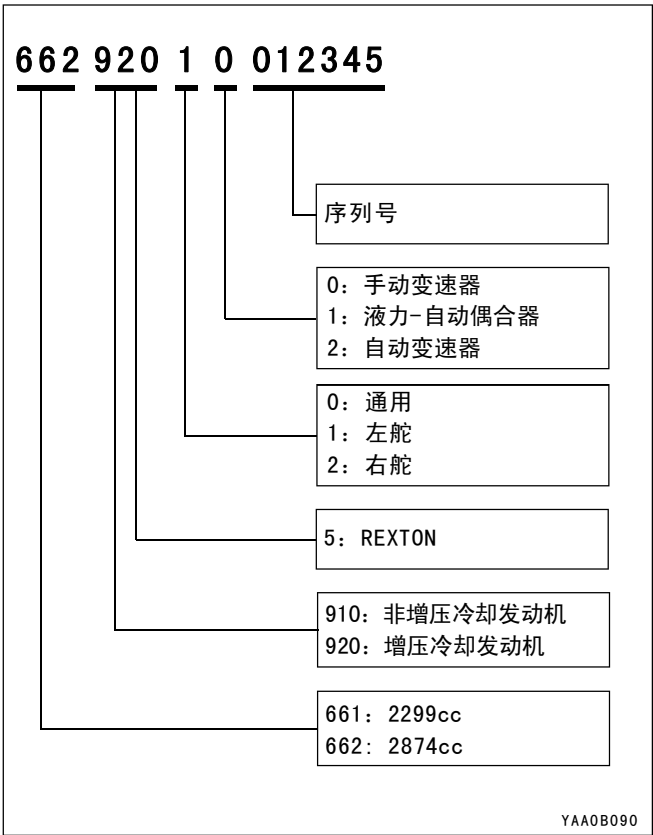 662 920 1 0 012345
序列号
0: 手动变速器
1: 液力-自动偶合器
2: 自动变速器
0: 通用
1: 左舵
2: 右舵
5: REXTON
910: 非增压冷却发动机
920: 增压冷却发动机
661: 2299cc
662: 2874cc
YAA0B090